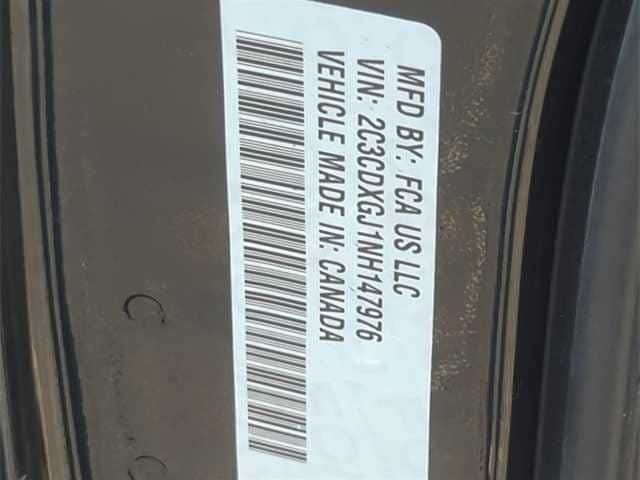 MFD BY: FCA US LLC
VIN: 2C3CDXGJ1NH147976
VEHICLE MADE IN: CANADA